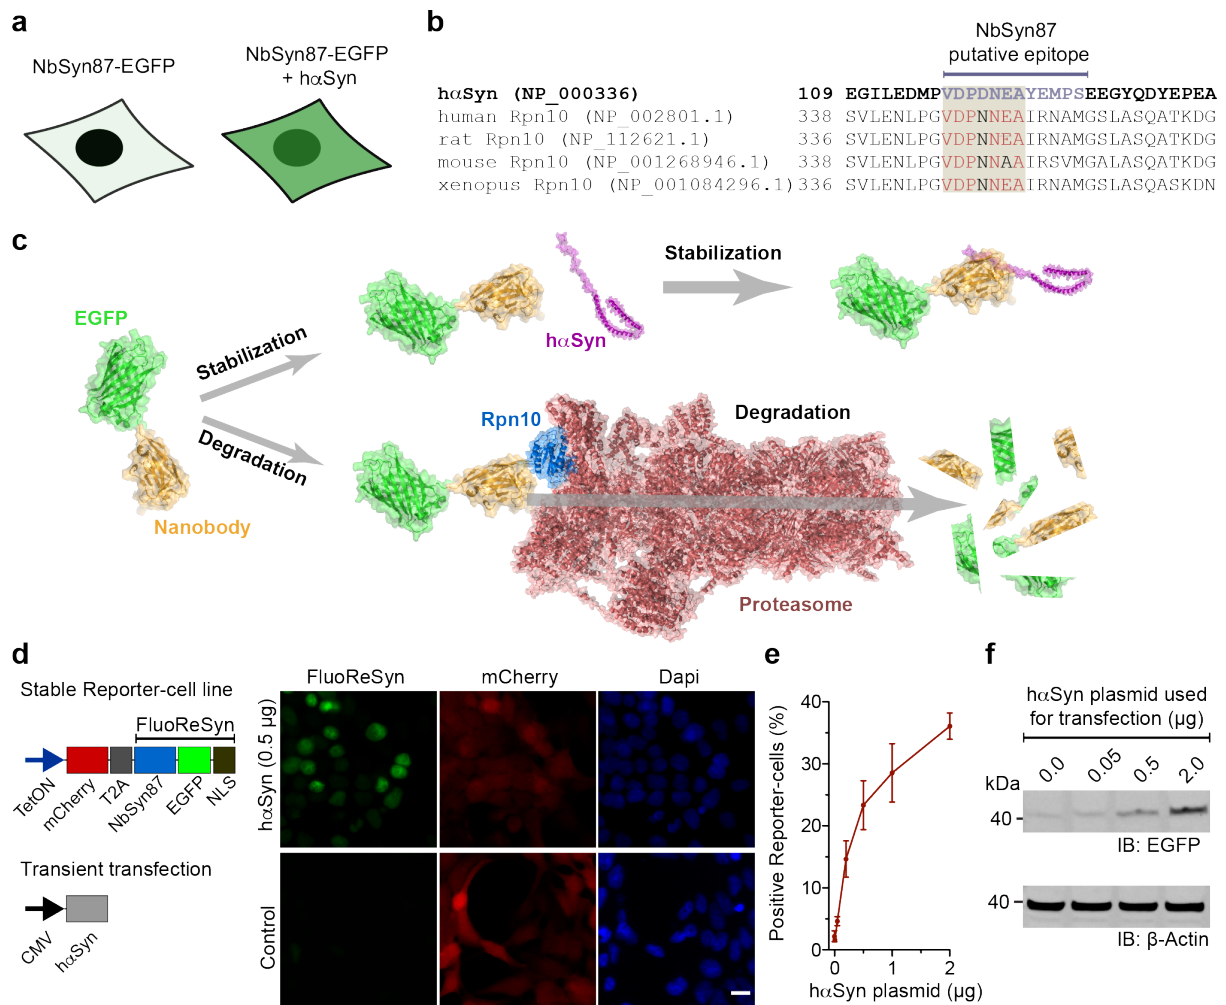 a
NbSyn87-EGFP
NbSyn87-EGFP
+ hαSyn
b
NbSyn87
putative epitope
hαSyn (NP_000336) 109 EGILEDMPVDPDNEAYEMPSEEGYQDYEPEA
human Rpn10 (NP_002801.1) 338 SVLENLPGVDPNNEAIRNAMGSLASQATKDG
rat Rpn10 (NP_112621.1) 336 SVLENLPGVDPNNEAIRNAMGSLASQATKDG
mouse Rpn10 (NP_001268946.1) 338 SVLENLPGVDPNNAAIRSVMGALASQATKDG
xenopus Rpn10 (NP_001084296.1) 336 SVLENLPGVDPNNEAIRNAMGSLASQASKDN
c
EGFP
Nanobody
Stabilization
Degradation
hαSyn
Stabilization
Rpn10
Degradation
Proteasome
d
Stable Reporter-cell line
FluoReSyn
TetON
mCherry
T2A
NbSyn87
EGFP
NLS
Transient transfection
CMV
hαSyn
FluoReSyn
mCherry
Dapi
hαSyn (0.5 µg)
Control
e
Positive Reporter-cells (%)
40
30
20
10
0
0
1
2
hαSyn plasmid (µg)
f
hαSyn plasmid used
for transfection (µg)
0.0
0.05
0.5
2.0
kDa
40
IB: EGFP
40
IB: β-Actin